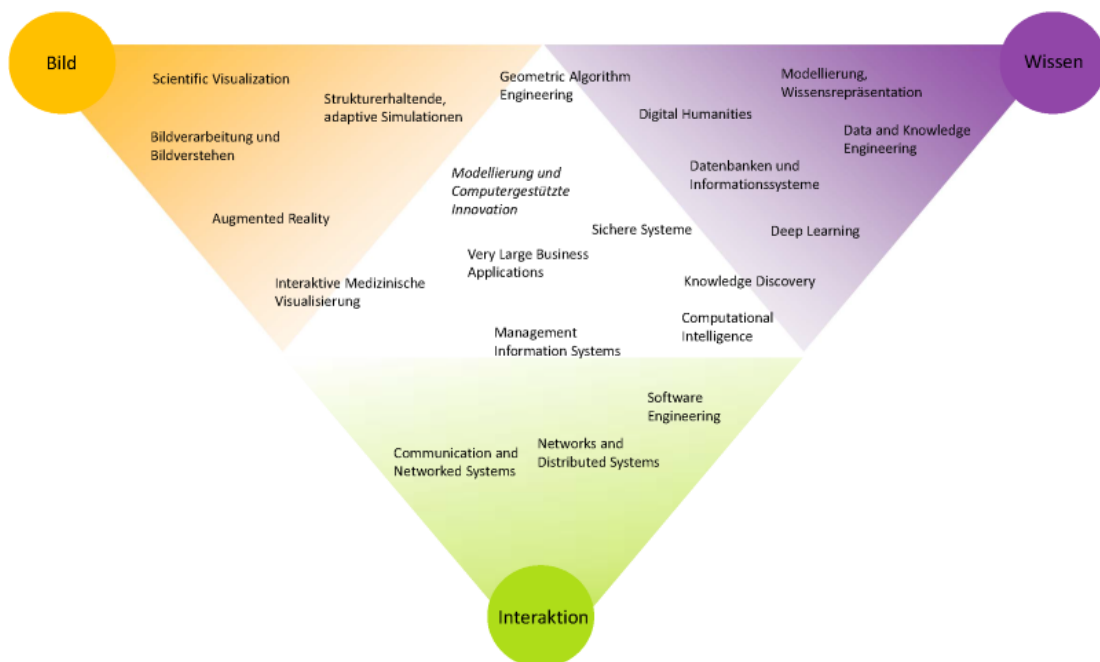 Bild
Wissen
Scientific Visualization
Strukturerhaltende,
adaptive Simulationen
Geometric Algorithm
Engineering
Modellierung,
Wissensrepräsentation
Digital Humanities
Bildverarbeitung und
Bildverstehen
Data and Knowledge
Engineering
Modellierung und
Computergestützte
Innovation
Datenbanken und
Informationssysteme
Augmented Reality
Sichere Systeme
Deep Learning
Very Large Business
Applications
Interaktive Medizinische
Visualisierung
Knowledge Discovery
Management
Information Systems
Computational
Intelligence
Software
Engineering
Communication and
Networked Systems
Networks and
Distributed Systems
Interaktion